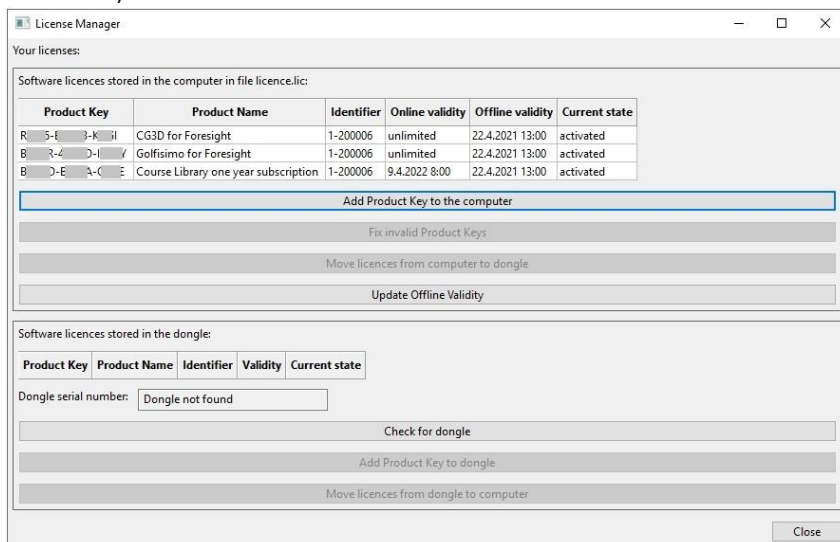 License Manager
Your licenses:
Software licences stored in the computer in file licence.lic:
Product Key Product Name Identifier Online validity Offline validity Current state
CG3D for Foresight 1-200006 unlimited 22.4.2021 13:00 activated
Golfisimo for Foresight 1-200006 unlimited 22.4.2021 13:00 activated
Course Library one year subscription 1-200006 9.4.2022 8:00 22.4.2021 13:00 activated
Add Product Key to the computer
Fix invalid Product Keys
Move licences from computer to dongle
Update Offline Validity
Software licences stored in the dongle:
Product Key Product Name Identifier Validity Current state
Dongle serial number: Dongle not found
Check for dongle
Add Product Key to dongle
Move licences from dongle to computer
Close